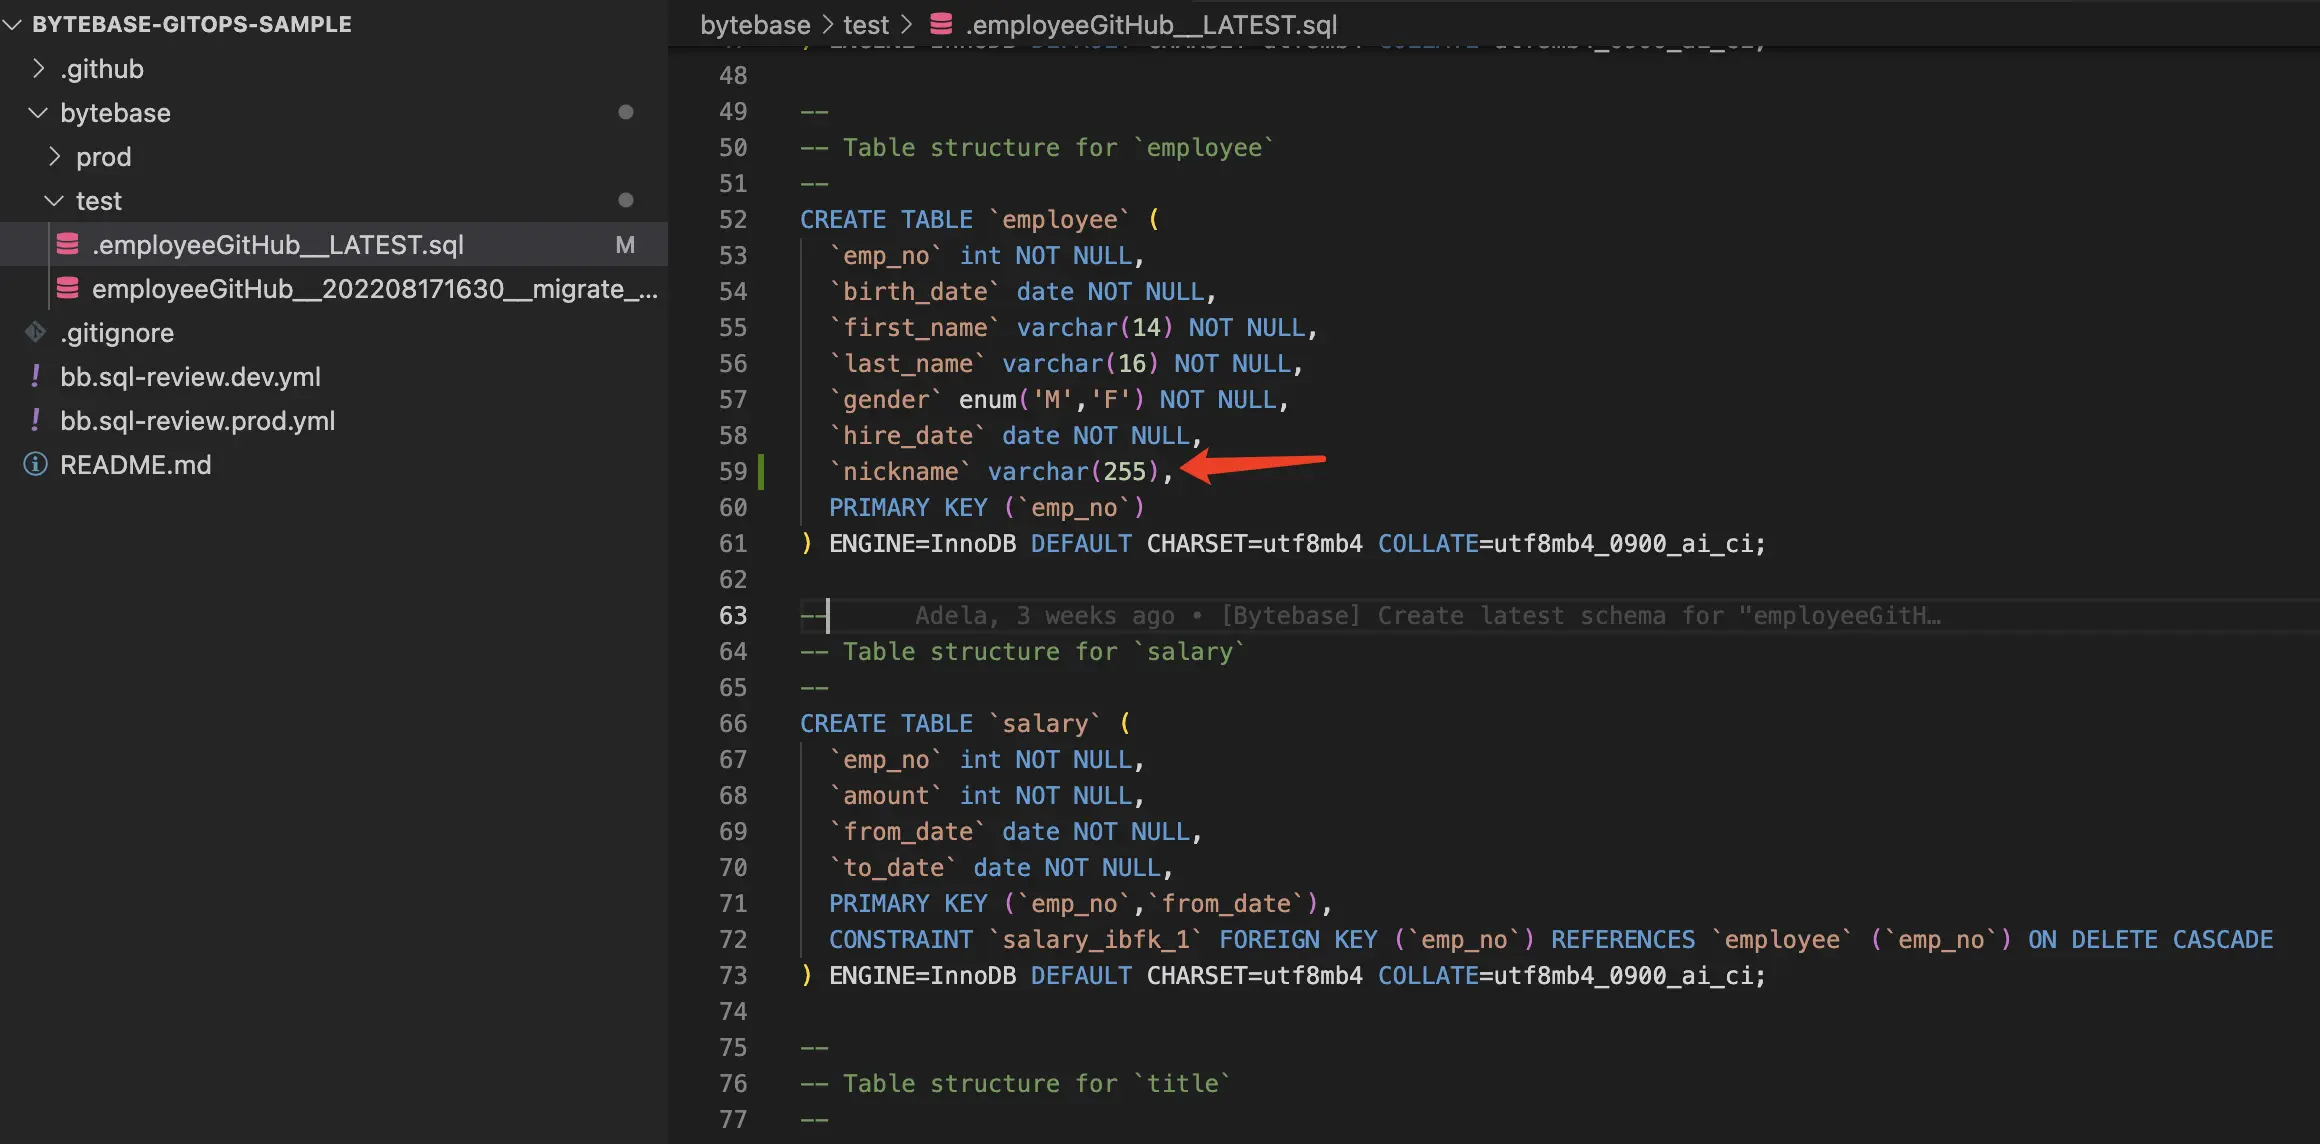 BYTEBASE-GITOPS-SAMPLE
.github
bytebase
prod
test
.employeeGitHub__LATEST.sql M
employeeGitHub__202208171630__migrate_...
.gitignore
! bb.sql-review.dev.yml
! bb.sql-review.prod.yml
README.md
bytebase > test > .employeeGitHub__LATEST.sql
) ENGINE=InnoDB DEFAULT CHARSET=utf8mb4 COLLATE=utf8mb4_0900_ai_ci;
48
49 --
50 -- Table structure for `employee`
51 --
52 CREATE TABLE `employee` (
53 `emp_no` int NOT NULL,
54 `birth_date` date NOT NULL,
55 `first_name` varchar(14) NOT NULL,
56 `last_name` varchar(16) NOT NULL,
57 `gender` enum('M','F') NOT NULL,
58 `hire_date` date NOT NULL,
59 `nickname` varchar(255),
60 PRIMARY KEY (`emp_no`)
61 ) ENGINE=InnoDB DEFAULT CHARSET=utf8mb4 COLLATE=utf8mb4_0900_ai_ci;
62
63 -- Adela, 3 weeks ago • [Bytebase] Create latest schema for "employeeGitH…
64 -- Table structure for `salary`
65 --
66 CREATE TABLE `salary` (
67 `emp_no` int NOT NULL,
68 `amount` int NOT NULL,
69 `from_date` date NOT NULL,
70 `to_date` date NOT NULL,
71 PRIMARY KEY (`emp_no`,`from_date`),
72 CONSTRAINT `salary_ibfk_1` FOREIGN KEY (`emp_no`) REFERENCES `employee` (`emp_no`) ON DELETE CASCADE
73 ) ENGINE=InnoDB DEFAULT CHARSET=utf8mb4 COLLATE=utf8mb4_0900_ai_ci;
74
75 --
76 -- Table structure for `title`
77 --